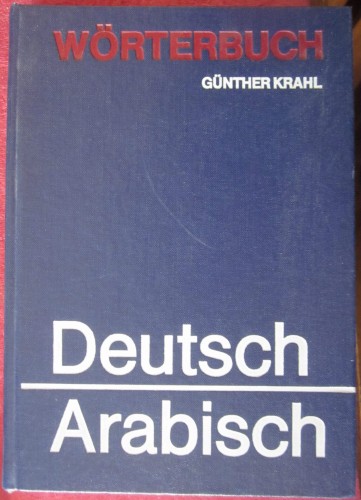 WÖRTERBUCH
GÜNTHER KRAHL
Deutsch
Arabisch